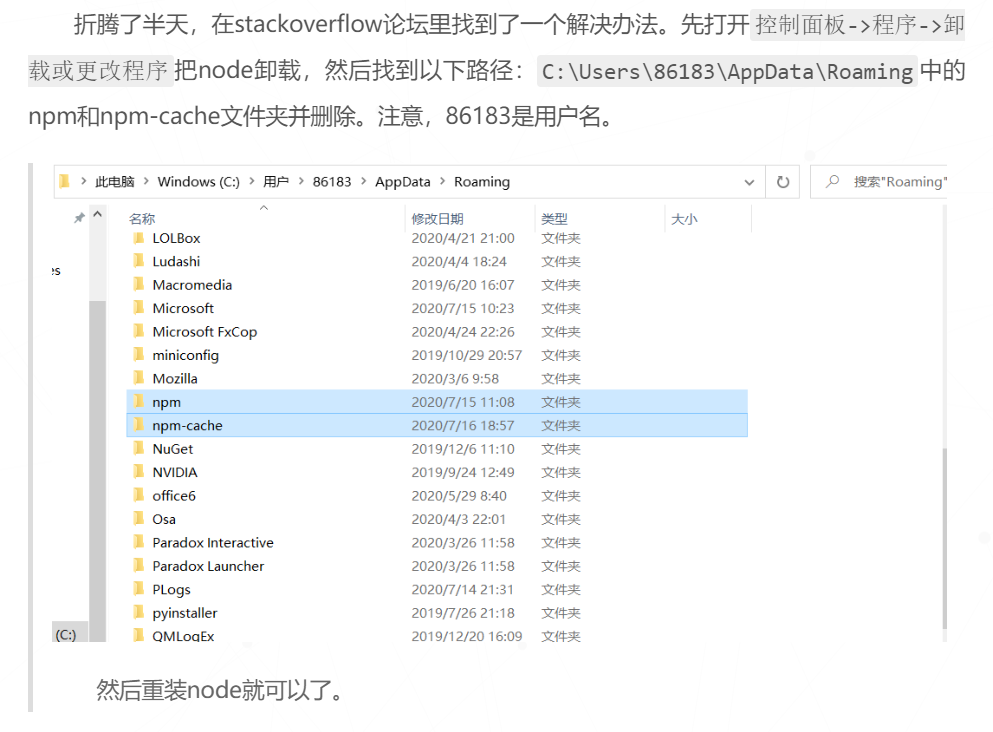 折腾了半天，在stackoverflow论坛里找到了一个解决办法。先打开 控制面板->程序->卸
载或更改程序 把node卸载，然后找到以下路径： C:\Users\86183\AppData\Roaming 中的
npm和npm-cache文件夹并删除。注意，86183是用户名。
> 此电脑 > Windows (C:) > 用户 > 86183 > AppData > Roaming 搜索"Roaming"
名称 修改日期 类型 大小
LOLBox 2020/4/21 21:00 文件夹
Ludashi 2020/4/4 18:24 文件夹
es
Macromedia 2019/6/20 16:07 文件夹
Microsoft 2020/7/15 10:23 文件夹
Microsoft FxCop 2020/4/24 22:26 文件夹
miniconfig 2019/10/29 20:57 文件夹
Mozilla 2020/3/6 9:58 文件夹
npm 2020/7/15 11:08 文件夹
npm-cache 2020/7/16 18:57 文件夹
NuGet 2019/12/6 11:10 文件夹
NVIDIA 2019/9/24 12:49 文件夹
office6 2020/5/29 8:40 文件夹
Osa 2020/4/3 22:01 文件夹
Paradox Interactive 2020/3/26 11:58 文件夹
Paradox Launcher 2020/3/26 11:58 文件夹
PLogs 2020/7/14 21:31 文件夹
pyinstaller 2019/7/26 21:18 文件夹
(C:) QMLogEx 2019/12/20 16:09 文件夹
然后重装node就可以了。